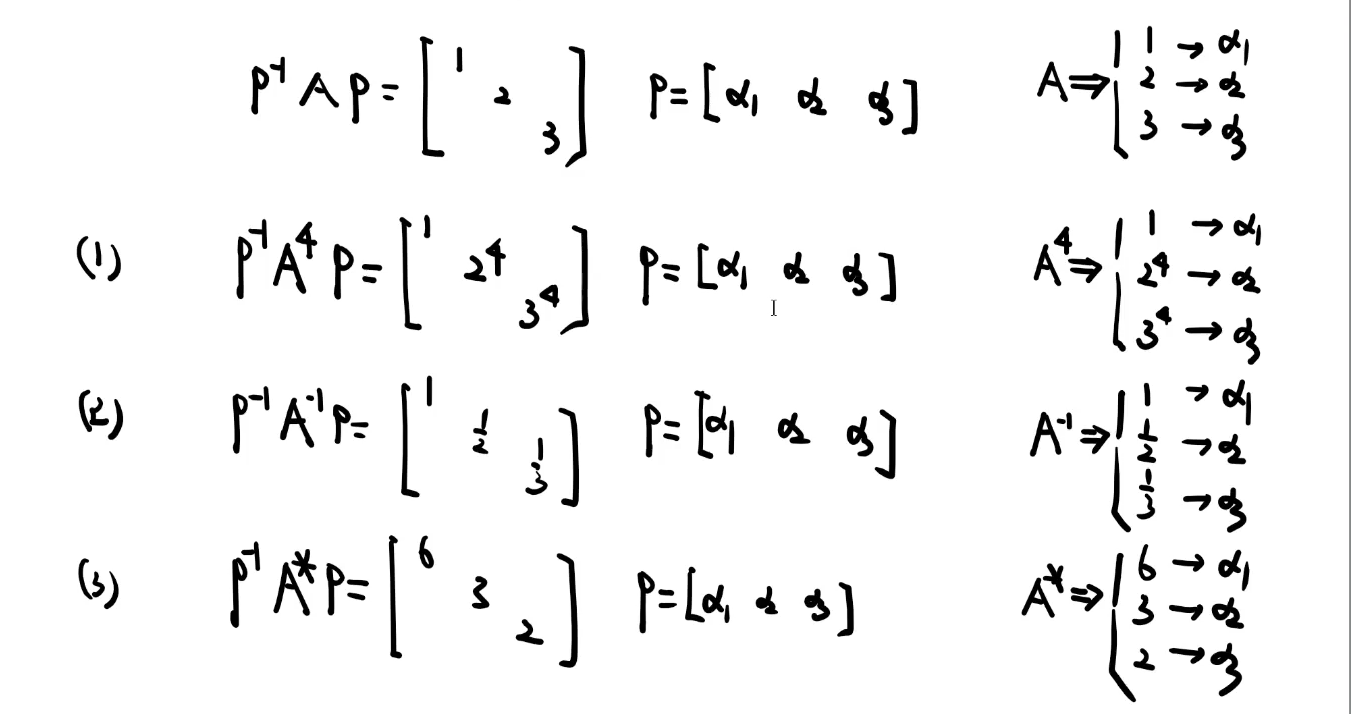 P⁻¹AP = [1 2 3] P = [α₁ α₂ α₃] A ⇒ { 1 → α₁ 2 → α₂ 3 → α₃
(1) P⁻¹A⁴P = [1 2⁴ 3⁴] P = [α₁ α₂ α₃] A⁴ ⇒ { 1 → α₁ 2⁴ → α₂ 3⁴ → α₃
(2) P⁻¹A⁻¹P = [1 1/2 1/3] P = [α₁ α₂ α₃] A⁻¹ ⇒ { 1 → α₁ 1/2 → α₂ 1/3 → α₃
(3) P⁻¹A*P = [6 3 2] P = [α₁ α₂ α₃] A* ⇒ { 6 → α₁ 3 → α₂ 2 → α₃